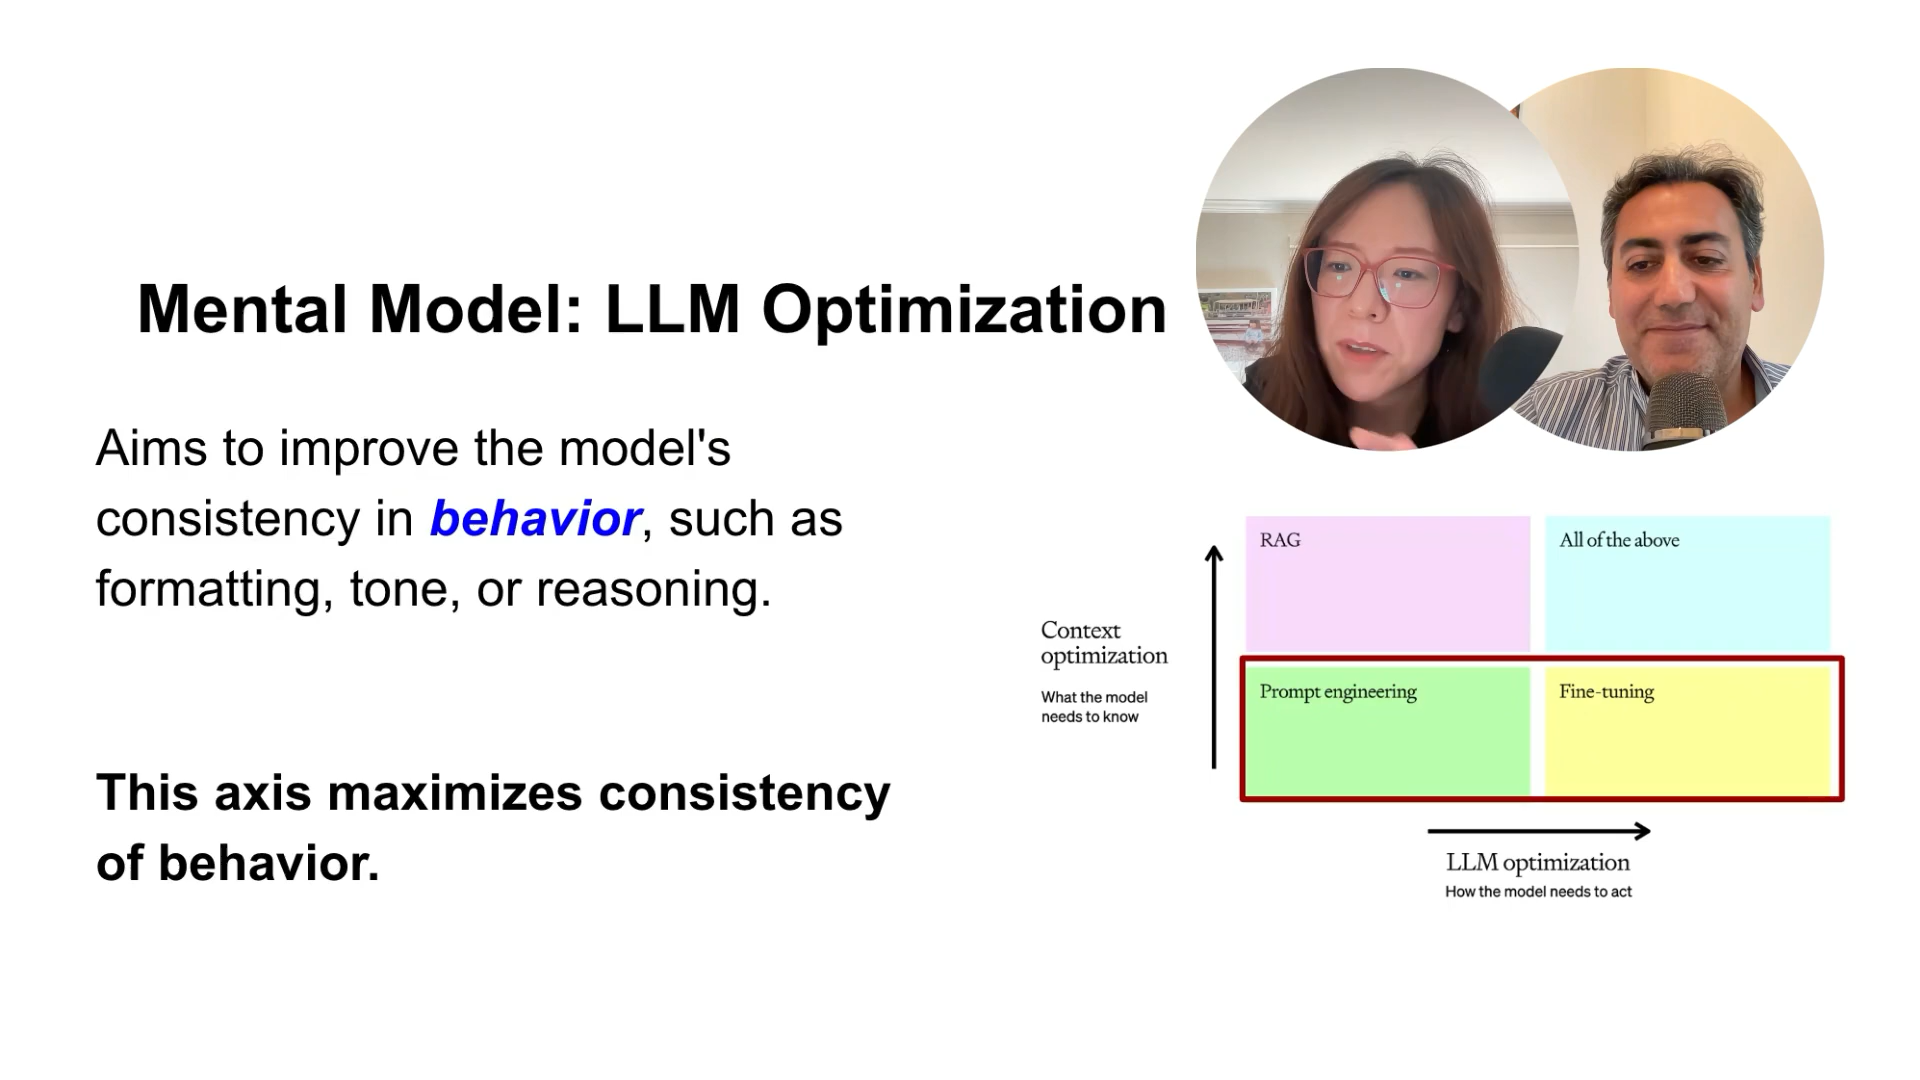 Mental Model: LLM Optimization
Aims to improve the model's
consistency in behavior, such as
formatting, tone, or reasoning.
This axis maximizes consistency
of behavior.
RAG
All of the above
Context
optimization
What the model
needs to know
Prompt engineering
Fine-tuning
LLM optimization
How the model needs to act